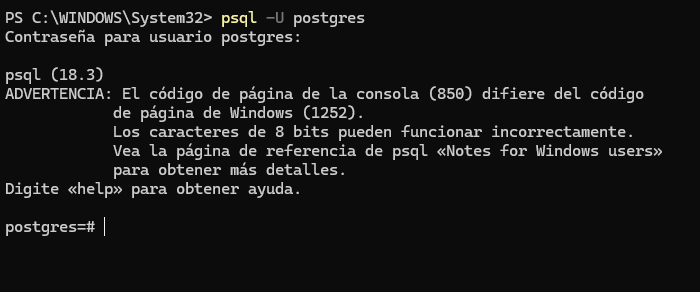 PS C:\WINDOWS\System32> psql -U postgres
Contraseña para usuario postgres:
psql (18.3)
ADVERTENCIA: El código de página de la consola (850) difiere del código
de página de Windows (1252).
Los caracteres de 8 bits pueden funcionar incorrectamente.
Vea la página de referencia de psql «Notes for Windows users»
para obtener más detalles.
Digite «help» para obtener ayuda.
postgres=#